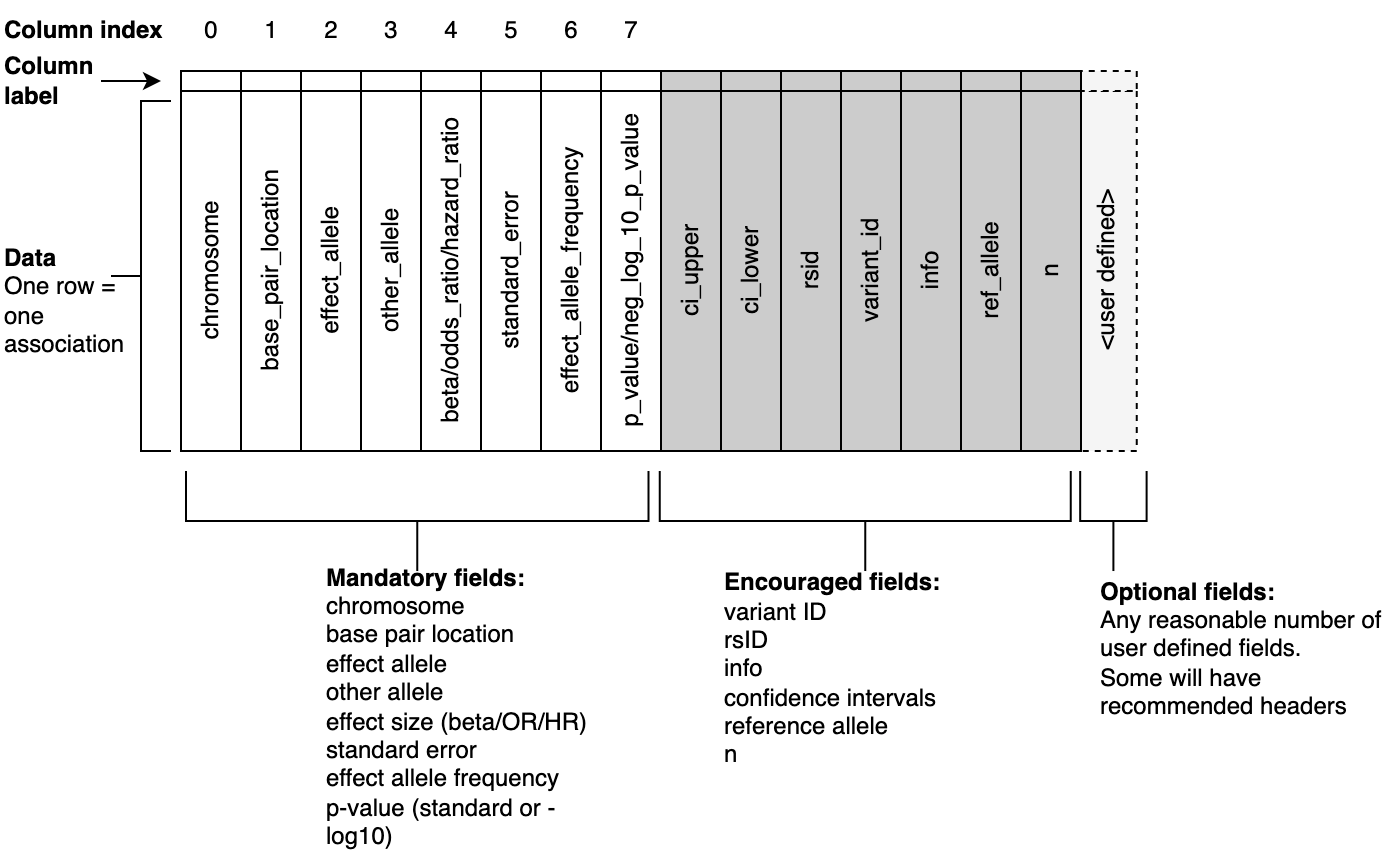 Column index 0 1 2 3 4 5 6 7
Column
label
Data
One row =
one
association
chromosome
base_pair_location
effect_allele
other_allele
beta/odds_ratio/hazard_ratio
standard_error
effect_allele_frequency
p_value/neg_log_10_p_value
ci_upper
ci_lower
rsid
variant_id
info
ref_allele
n
<user defined>
Mandatory fields:
chromosome
base pair location
effect allele
other allele
effect size (beta/OR/HR)
standard error
effect allele frequency
p-value (standard or -
log10)
Encouraged fields:
variant ID
rsID
info
confidence intervals
reference allele
n
Optional fields:
Any reasonable number of
user defined fields.
Some will have
recommended headers